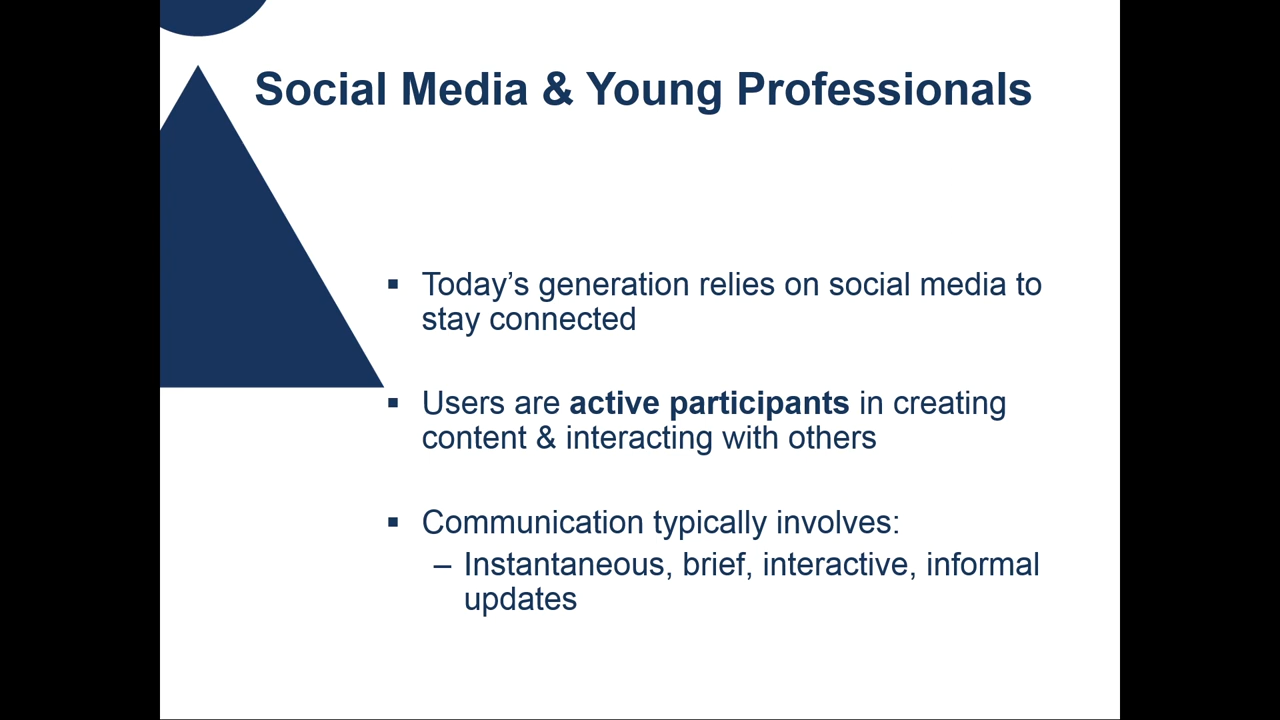 Social Media & Young Professionals
▪ Today’s generation relies on social media to
stay connected
▪ Users are active participants in creating
content & interacting with others
▪ Communication typically involves:
– Instantaneous, brief, interactive, informal
updates